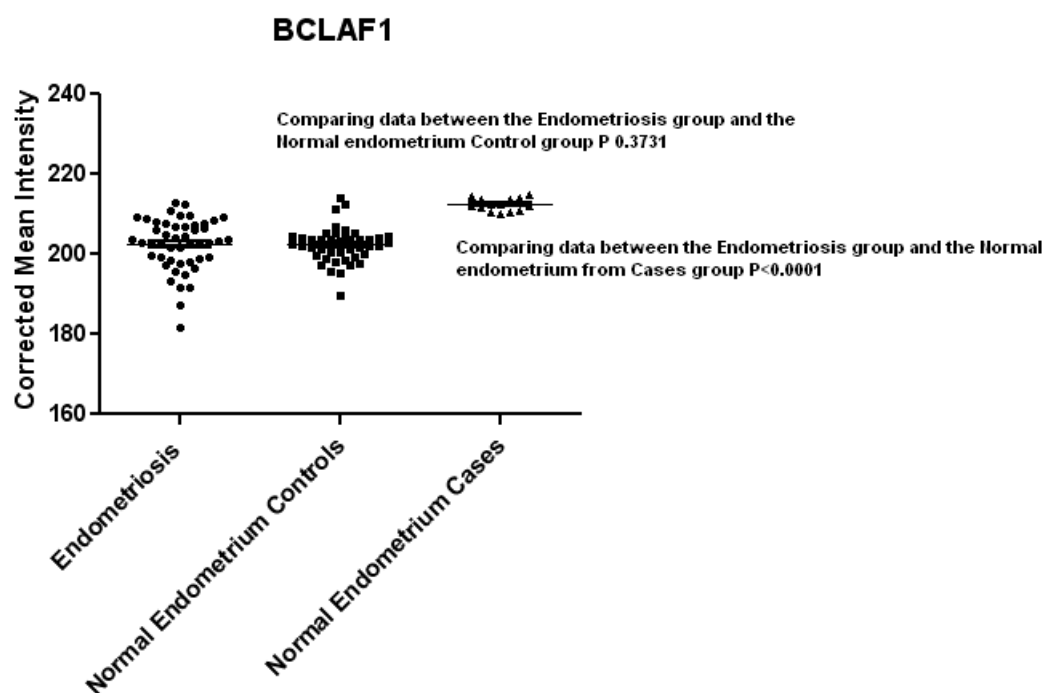 BCLAF1
Corrected Mean Intensity
240
220
200
180
160
Comparing data between the Endometriosis group and the
Normal endometrium Control group P 0.3731
Comparing data between the Endometriosis group and the Normal
endometrium from Cases group P<0.0001
Endometriosis
Normal Endometrium Controls
Normal Endometrium Cases